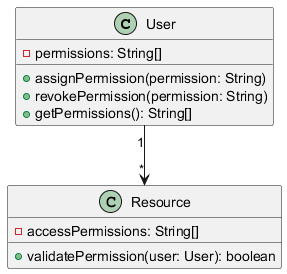 C User
permissions: String[]
assignPermission(permission: String)
revokePermission(permission: String)
getPermissions(): String[]
1
*
C Resource
accessPermissions: String[]
validatePermission(user: User): boolean